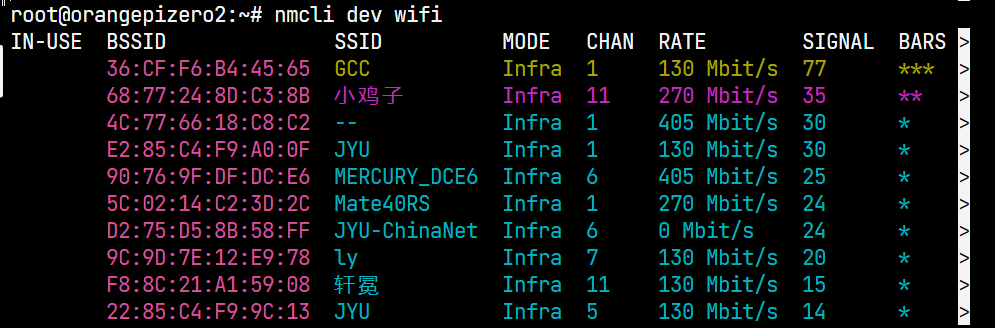 root@orangepizero2:~# nmcli dev wifi
IN-USE  BSSID              SSID         MODE   CHAN  RATE        SIGNAL  BARS >
        36:CF:F6:B4:45:65  GCC          Infra  1     130 Mbit/s  77      *** >
        68:77:24:8D:C3:8B  小鸡子       Infra  11    270 Mbit/s  35      ** >
        4C:77:66:18:C8:C2  --           Infra  1     405 Mbit/s  30      * >
        E2:85:C4:F9:A0:0F  JYU          Infra  1     130 Mbit/s  30      * >
        90:76:9F:DF:DC:E6  MERCURY_DCE6  Infra  6     405 Mbit/s  25      * >
        5C:02:14:C2:3D:2C  Mate40RS     Infra  1     270 Mbit/s  24      * >
        D2:75:D5:8B:58:FF  JYU-ChinaNet  Infra  6     0 Mbit/s    24      * >
        9C:9D:7E:12:E9:78  ly           Infra  7     130 Mbit/s  20      * >
        F8:8C:21:A1:59:08  轩冕         Infra  11    130 Mbit/s  15      * >
        22:85:C4:F9:9C:13  JYU          Infra  5     130 Mbit/s  14      * >